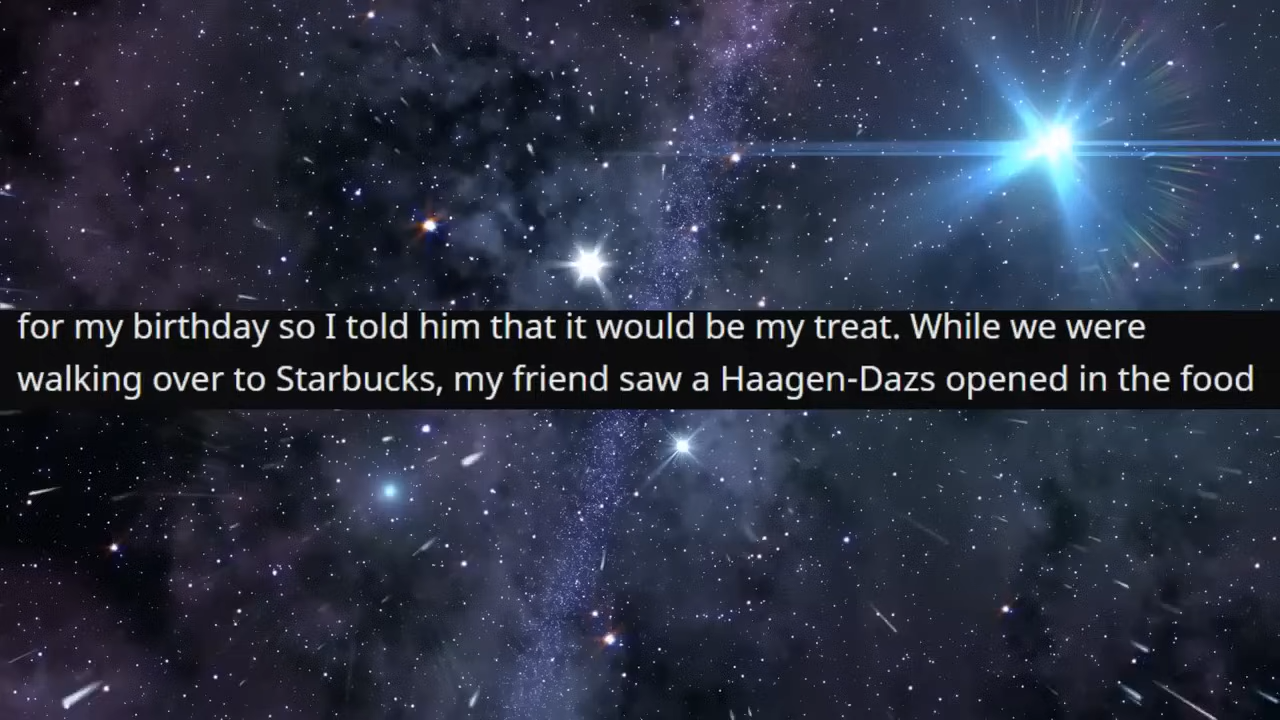 for my birthday so I told him that it would be my treat. While we were
walking over to Starbucks, my friend saw a Haagen-Dazs opened in the food